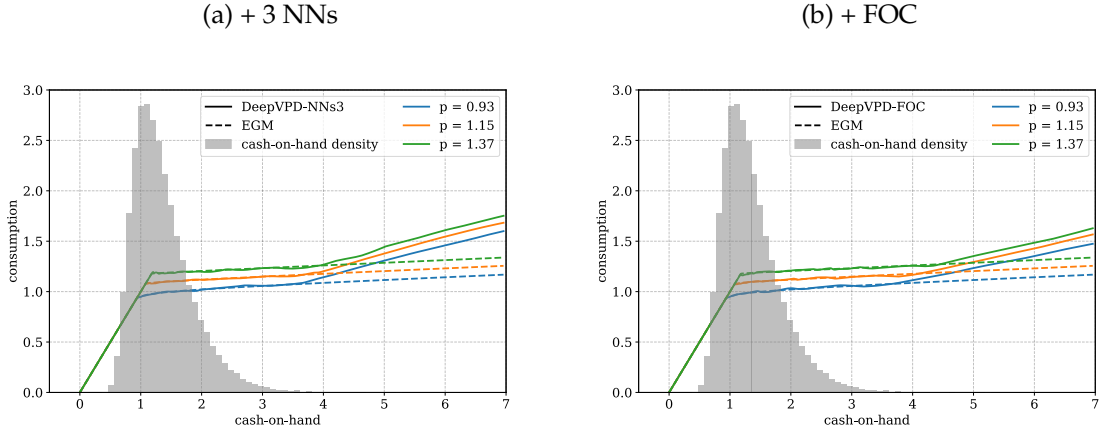 (a) + 3 NNs
3.0
2.5
2.0
1.5
1.0
0.5
0.0
consumption
DeepVPD-NNs3
EGM
cash-on-hand density
p = 0.93
p = 1.15
p = 1.37
0 1 2 3 4 5 6 7
cash-on-hand
(b) + FOC
3.0
2.5
2.0
1.5
1.0
0.5
0.0
consumption
DeepVPD-FOC
EGM
cash-on-hand density
p = 0.93
p = 1.15
p = 1.37
0 1 2 3 4 5 6 7
cash-on-hand